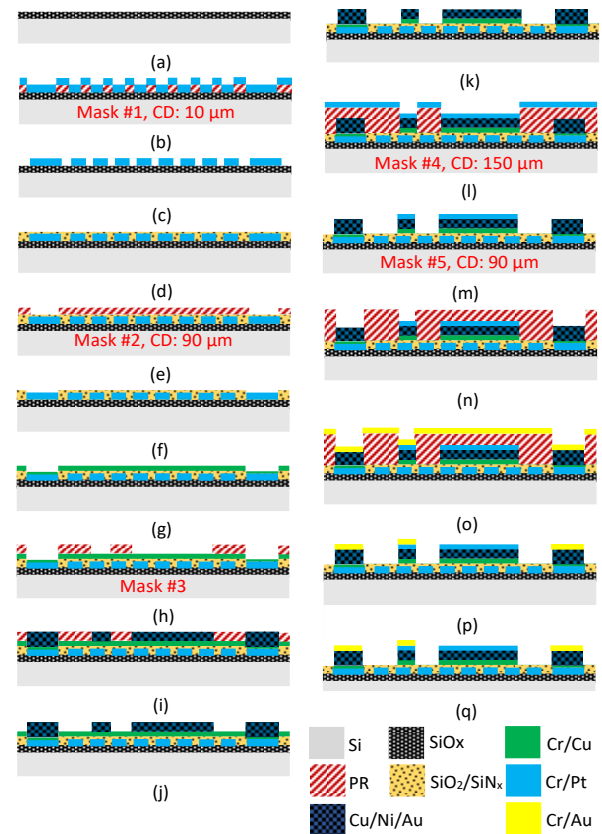 (a)
Mask #1, CD: 10 μm
(b)
(c)
(d)
Mask #2, CD: 90 μm
(e)
(f)
(g)
Mask #3
(h)
(i)
(j)
(k)
Mask #4, CD: 150 μm
(l)
Mask #5, CD: 90 μm
(m)
(n)
(o)
(p)
(q)
Si
SiOx
Cr/Cu
PR
SiO₂/SiNₓ
Cr/Pt
Cu/Ni/Au
Cr/Au